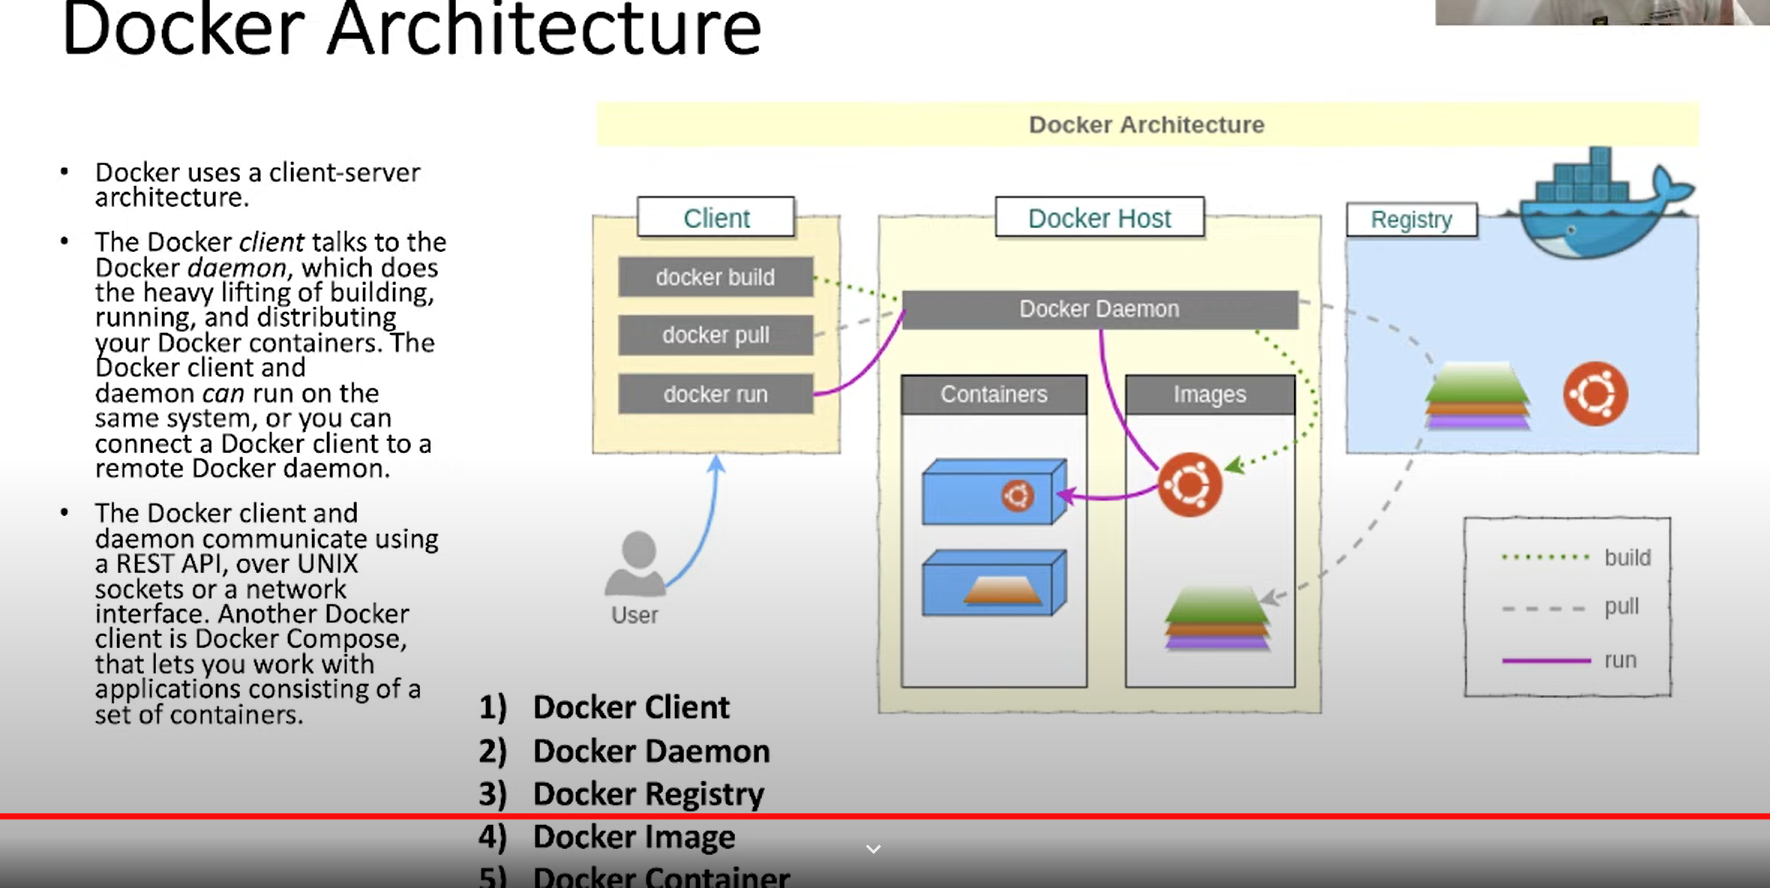 Docker Architecture
• Docker uses a client-server
architecture.
• The Docker client talks to the
Docker daemon, which does
the heavy lifting of building,
running, and distributing
your Docker containers. The
Docker client and
daemon can run on the
same system, or you can
connect a Docker client to a
remote Docker daemon.
• The Docker client and
daemon communicate using
a REST API, over UNIX
sockets or a network
interface. Another Docker
client is Docker Compose,
that lets you work with
applications consisting of a
set of containers.
Docker Architecture
Client
docker build
docker pull
docker run
User
Docker Host
Docker Daemon
Containers
Images
Registry
build
pull
run
1) Docker Client
2) Docker Daemon
3) Docker Registry
4) Docker Image
5) Docker Container